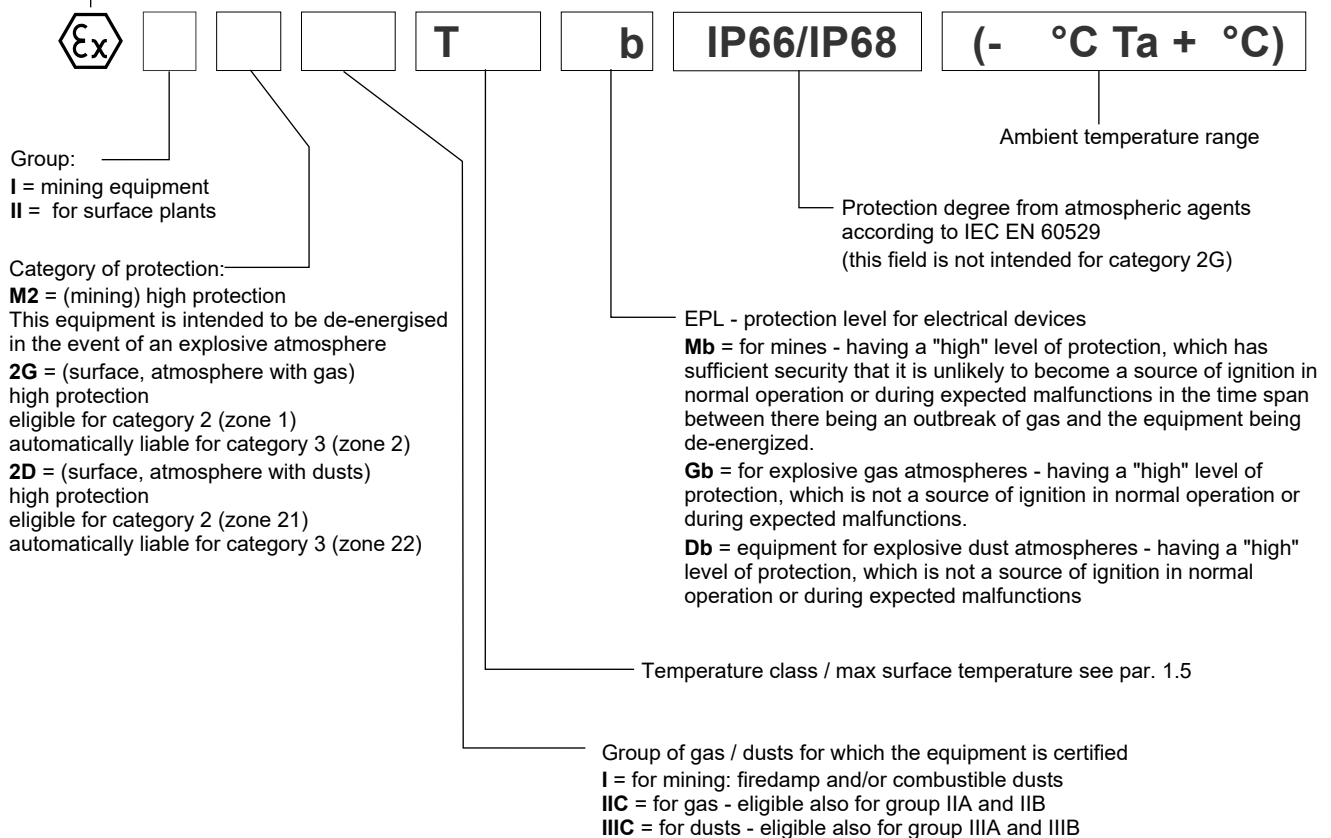 Ex T b IP66/IP68 (- °C Ta + °C)
Ambient temperature range
Group:
I = mining equipment
II = for surface plants
Protection degree from atmospheric agents
according to IEC EN 60529
(this field is not intended for category 2G)
Category of protection:
M2 = (mining) high protection
This equipment is intended to be de-energised
in the event of an explosive atmosphere
2G = (surface, atmosphere with gas)
high protection
eligible for category 2 (zone 1)
automatically liable for category 3 (zone 2)
2D = (surface, atmosphere with dusts)
high protection
eligible for category 2 (zone 21)
automatically liable for category 3 (zone 22)
EPL - protection level for electrical devices
Mb = for mines - having a "high" level of protection, which has
sufficient security that it is unlikely to become a source of ignition in
normal operation or during expected malfunctions in the time span
between there being an outbreak of gas and the equipment being
de-energized.
Gb = for explosive gas atmospheres - having a "high" level of
protection, which is not a source of ignition in normal operation or
during expected malfunctions.
Db = equipment for explosive dust atmospheres - having a "high"
level of protection, which is not a source of ignition in normal
operation or during expected malfunctions
Temperature class / max surface temperature see par. 1.5
Group of gas / dusts for which the equipment is certified
I = for mining: firedamp and/or combustible dusts
IIC = for gas - eligible also for group IIA and IIB
IIIC = for dusts - eligible also for group IIIA and IIIB